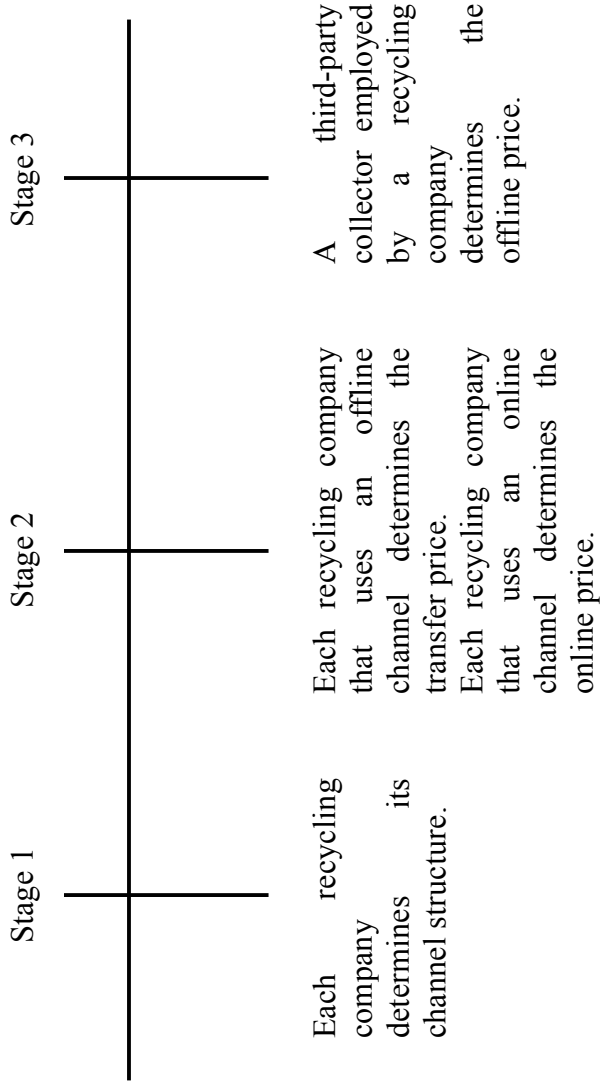 Stage 1
Each recycling
company
determines its
channel structure.
Stage 2
Each recycling company
that uses an offline
channel determines the
transfer price.
Each recycling company
that uses an online
channel determines the
online price.
Stage 3
A third-party
collector employed
by a recycling
company
determines the
offline price.